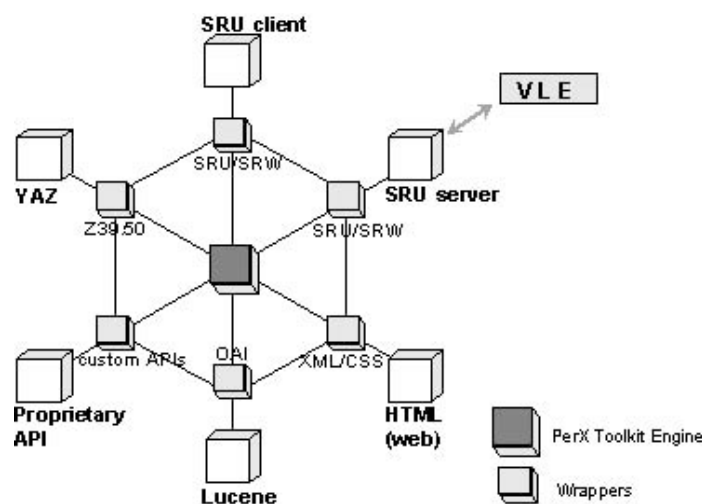 SRU client
VLE
SRU/SRW
YAZ
SRU server
Z39.50
SRU/SRW
custom APIs
OAI
XML/CSS
Proprietary
API
HTML
(web)
PerX Toolkit Engine
Lucene
Wrappers